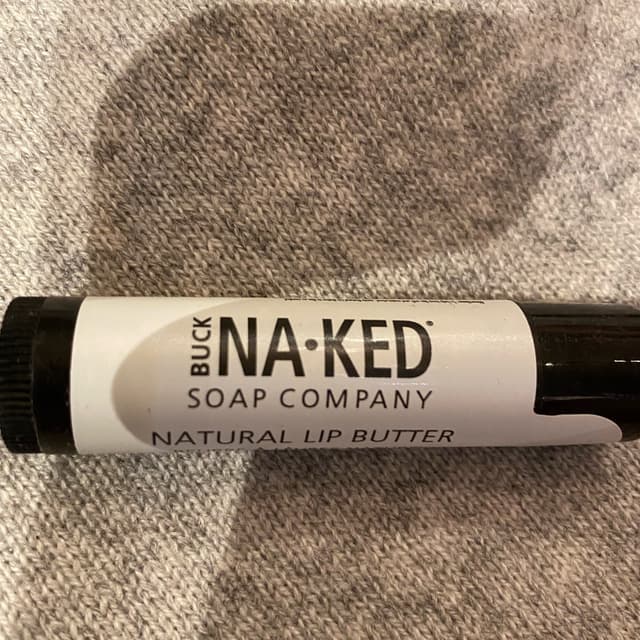 BUCK
NA•KED
SOAP COMPANY
NATURAL LIP BUTTER